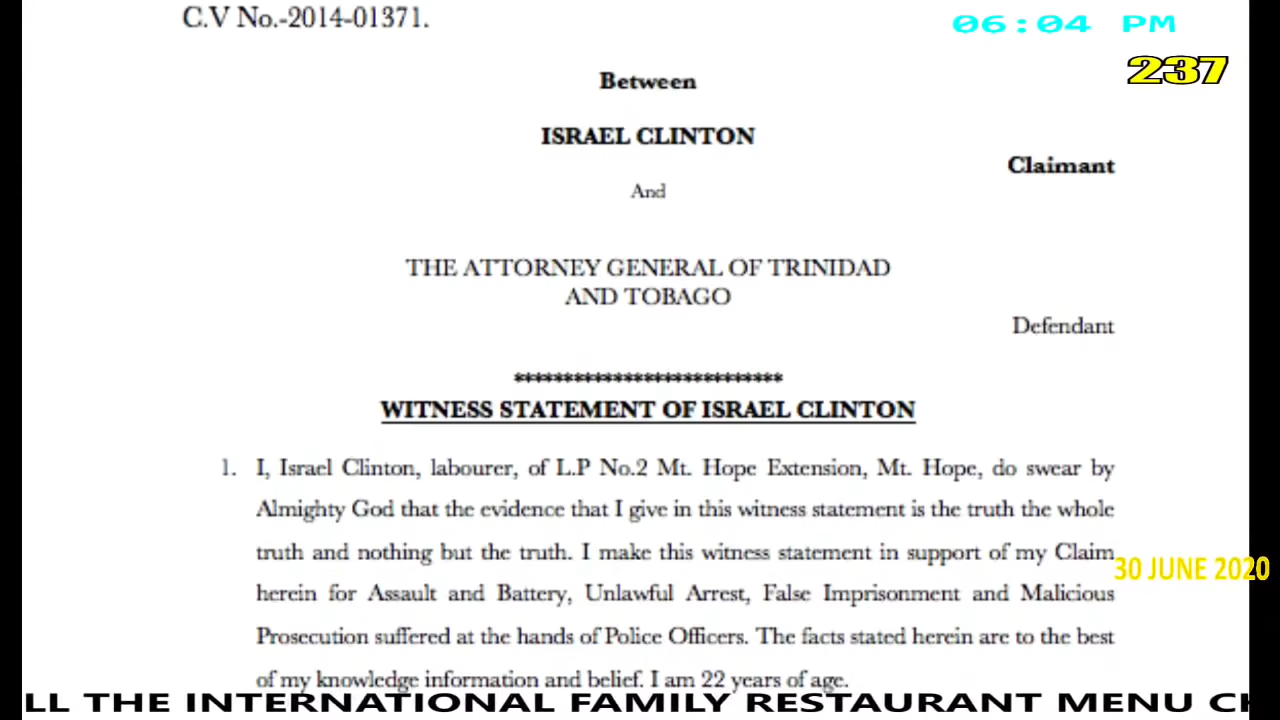 C.V No.-2014-01371.
06:04 PM
237
Between
ISRAEL CLINTON
Claimant
And
THE ATTORNEY GENERAL OF TRINIDAD
AND TOBAGO
Defendant
***************************
WITNESS STATEMENT OF ISRAEL CLINTON
1. I, Israel Clinton, labourer, of L.P No.2 Mt. Hope Extension, Mt. Hope, do swear by
Almighty God that the evidence that I give in this witness statement is the truth the whole
truth and nothing but the truth. I make this witness statement in support of my Claim
30 JUNE 2020
herein for Assault and Battery, Unlawful Arrest, False Imprisonment and Malicious
Prosecution suffered at the hands of Police Officers. The facts stated herein are to the best
of my knowledge information and belief. I am 22 years of age.
LL THE INTERNATIONAL FAMILY RESTAURANT MENU CH